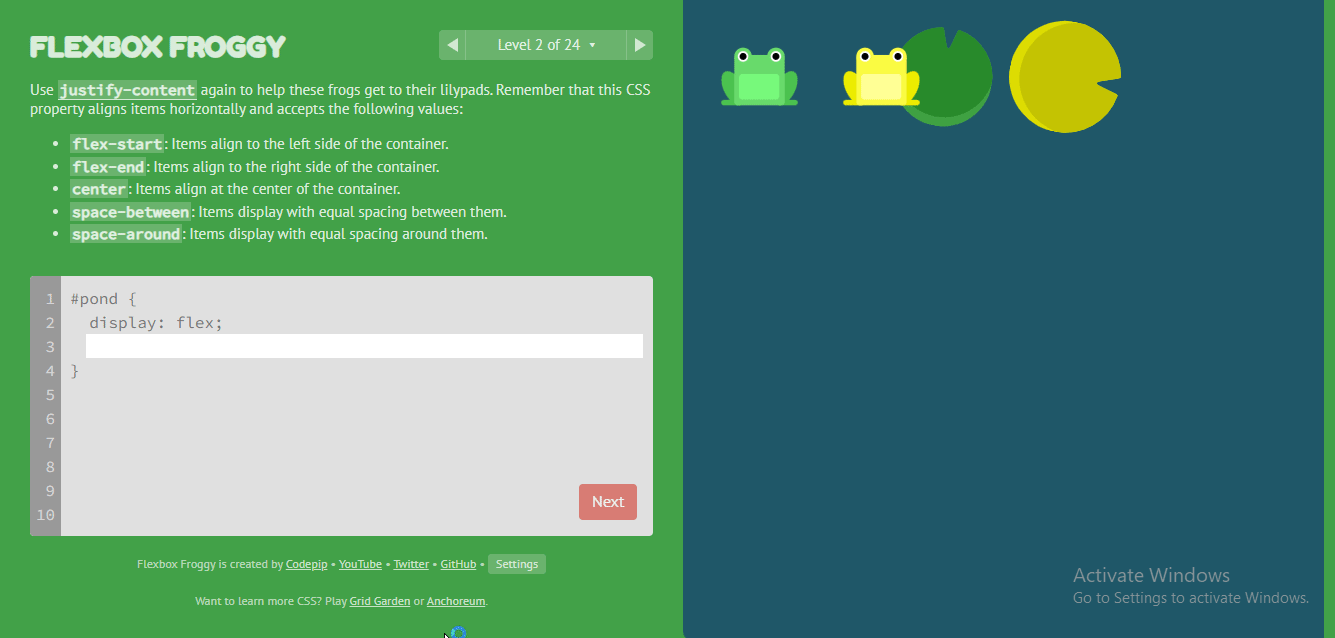 FLEXBOX FROGGY
Level 2 of 24
Use justify-content again to help these frogs get to their lilypads. Remember that this CSS
property aligns items horizontally and accepts the following values:
flex-start: Items align to the left side of the container.
flex-end: Items align to the right side of the container.
center: Items align at the center of the container.
space-between: Items display with equal spacing between them.
space-around: Items display with equal spacing around them.
1 #pond {
2 display: flex;
3
4 }
5
6
7
8
9
10
Next
Flexbox Froggy is created by Codepip • YouTube • Twitter • GitHub • Settings
Want to learn more CSS? Play Grid Garden or Anchoreum.
Activate Windows
Go to Settings to activate Windows.